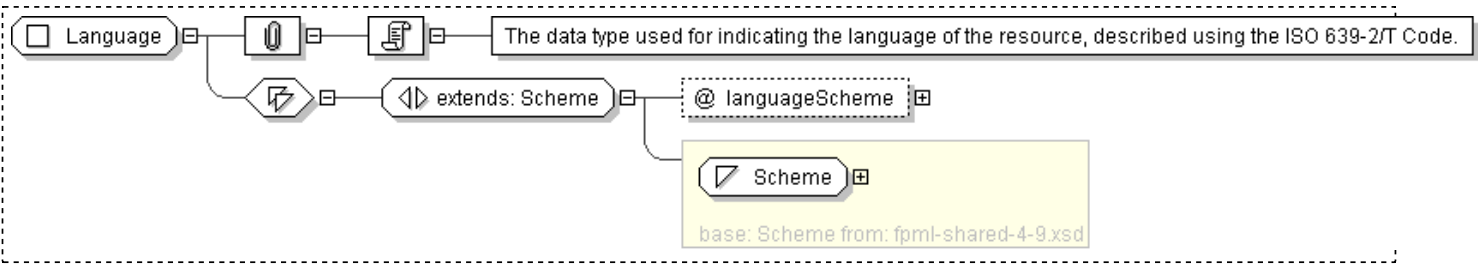 Language
The data type used for indicating the language of the resource, described using the ISO 639-2/T Code.
extends: Scheme
@ languageScheme
Scheme
base: Scheme from: fpml-shared-4-9.xsd